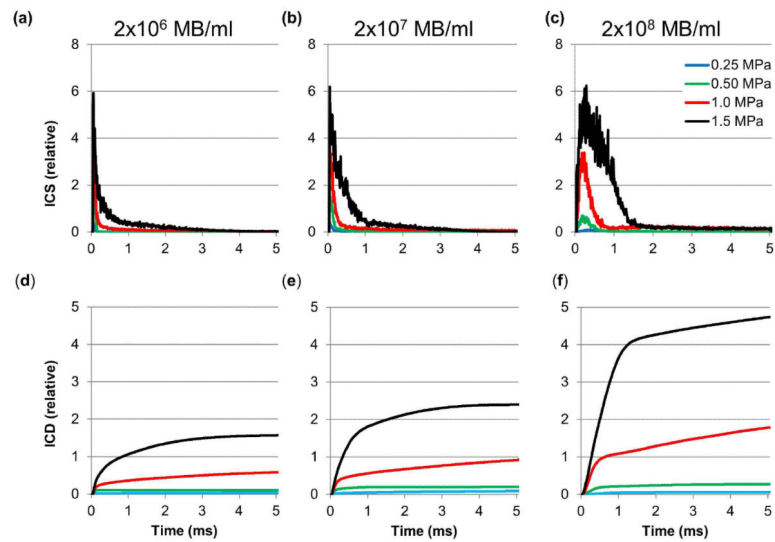 (a) 2x10⁶ MB/ml (b) 2x10⁷ MB/ml (c) 2x10⁸ MB/ml
8 8 8
0.25 MPa
0.50 MPa
6 6 6
1.0 MPa
1.5 MPa
ICS (relative)
4 4 4
2 2 2
0 0 0
0 1 2 3 4 5 0 1 2 3 4 5 0 1 2 3 4 5
(d) (e) (f)
5 5 5
4 4 4
ICD (relative)
3 3 3
2 2 2
1 1 1
0 0 0
0 1 2 3 4 5 0 1 2 3 4 5 0 1 2 3 4 5
Time (ms) Time (ms) Time (ms)